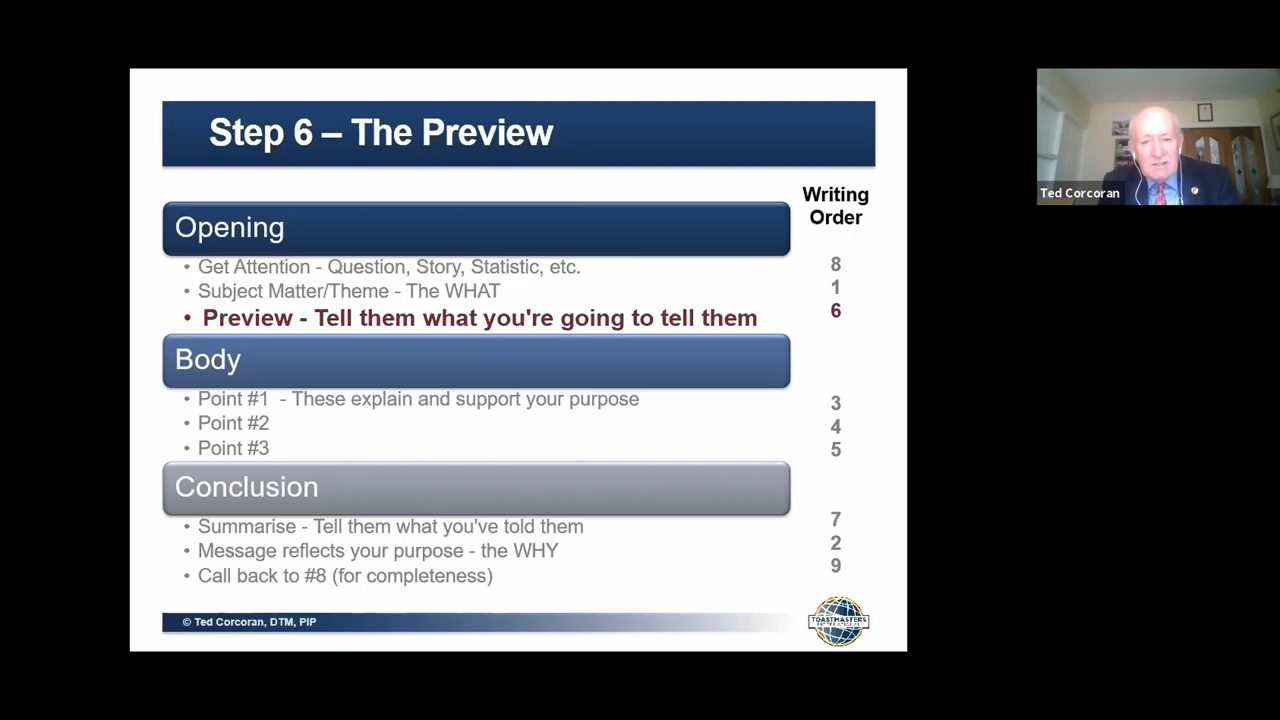 Step 6 – The Preview
Writing
Order
Opening
• Get Attention - Question, Story, Statistic, etc. 8
• Subject Matter/Theme - The WHAT 1
• Preview - Tell them what you're going to tell them 6
Body
• Point #1 - These explain and support your purpose 3
• Point #2 4
• Point #3 5
Conclusion
• Summarise - Tell them what you've told them 7
• Message reflects your purpose - the WHY 2
• Call back to #8 (for completeness) 9
© Ted Corcoran, DTM, PIP
TOASTMASTERS
INTERNATIONAL
Ted Corcoran